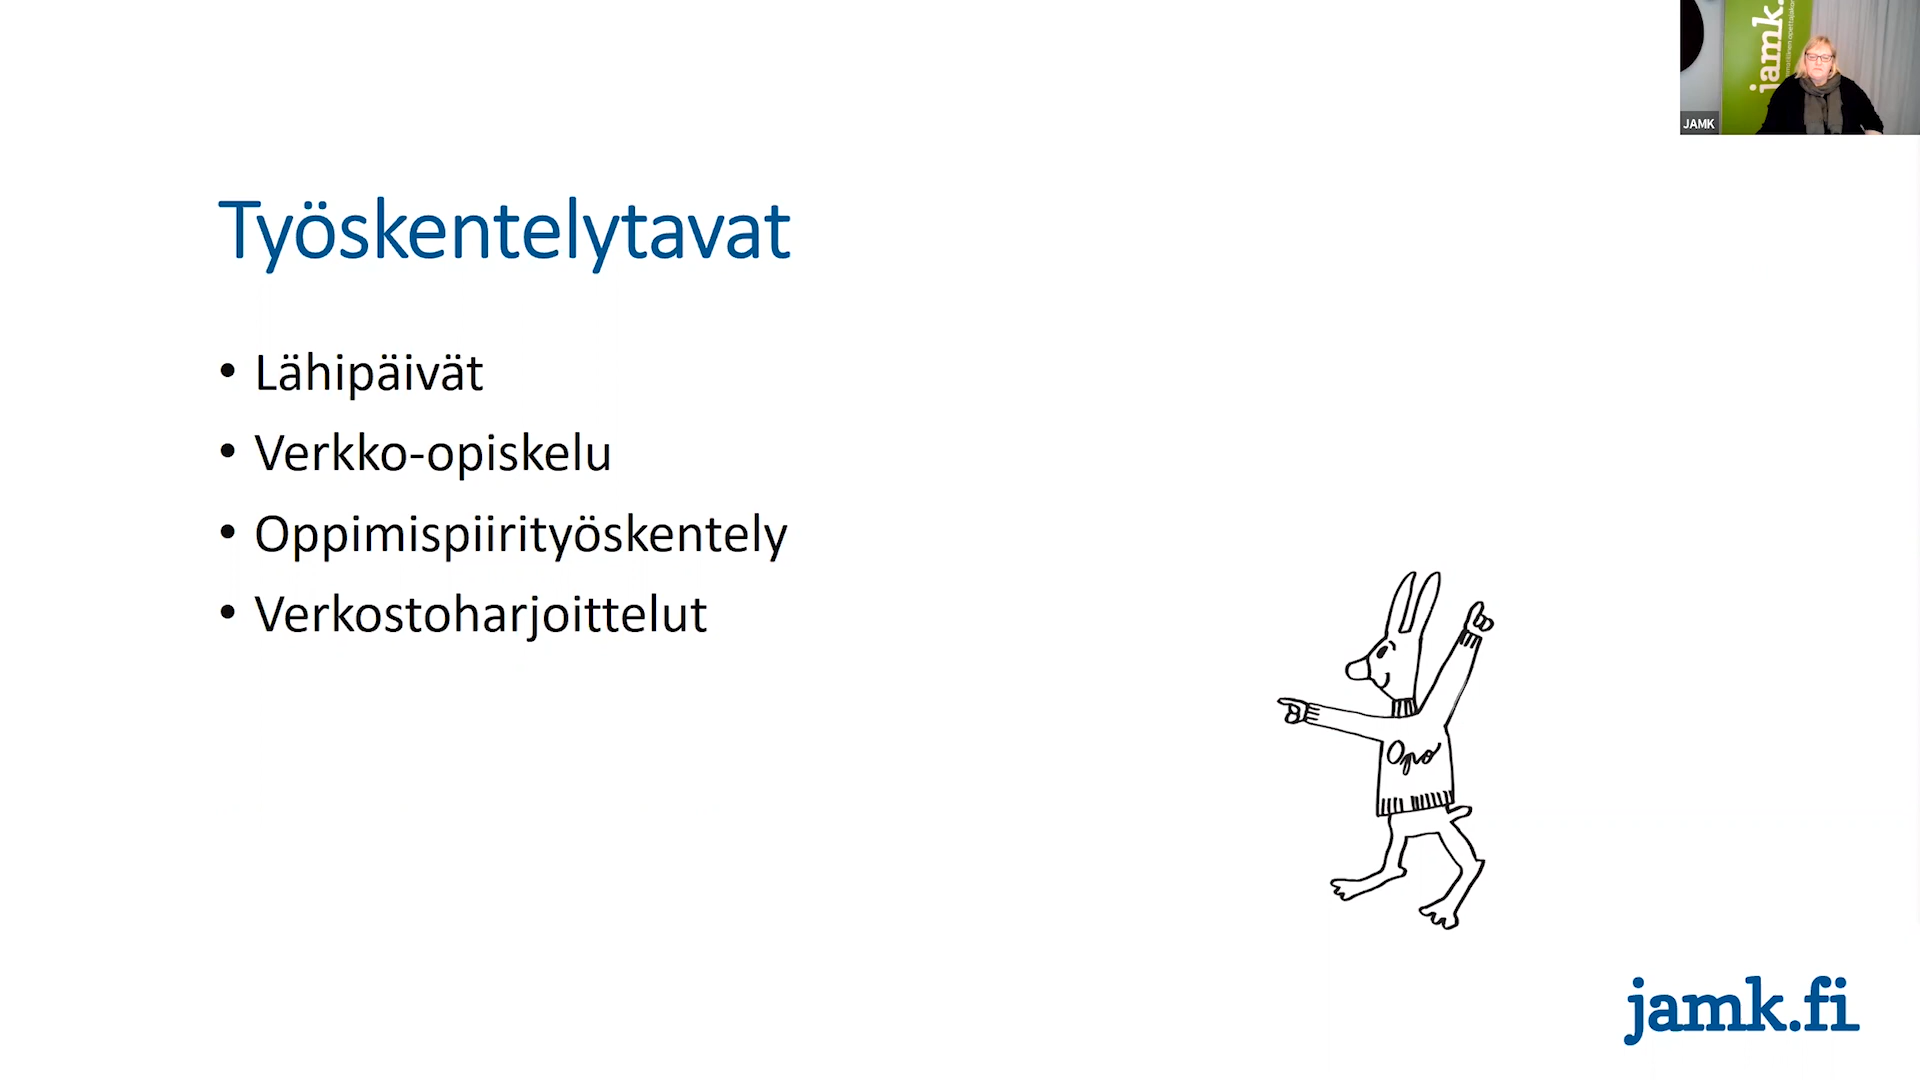 jamk.
JAMK
Työskentelytavat
• Lähipäivät
• Verkko-opiskelu
• Oppimispiirityöskentely
• Verkostoharjoittelut
Opo
jamk.fi